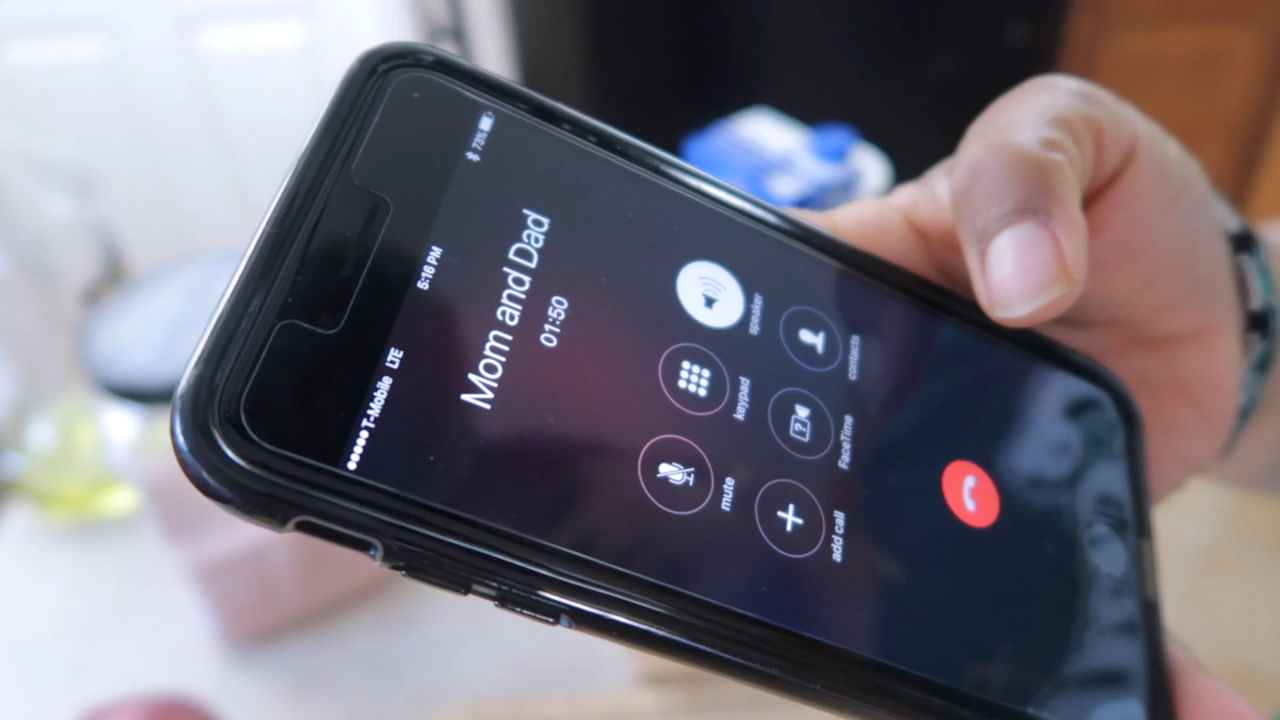 ●●●●● T-Mobile LTE 5:16 PM 73%
Mom and Dad
01:50
mute keypad speaker
add call FaceTime contacts